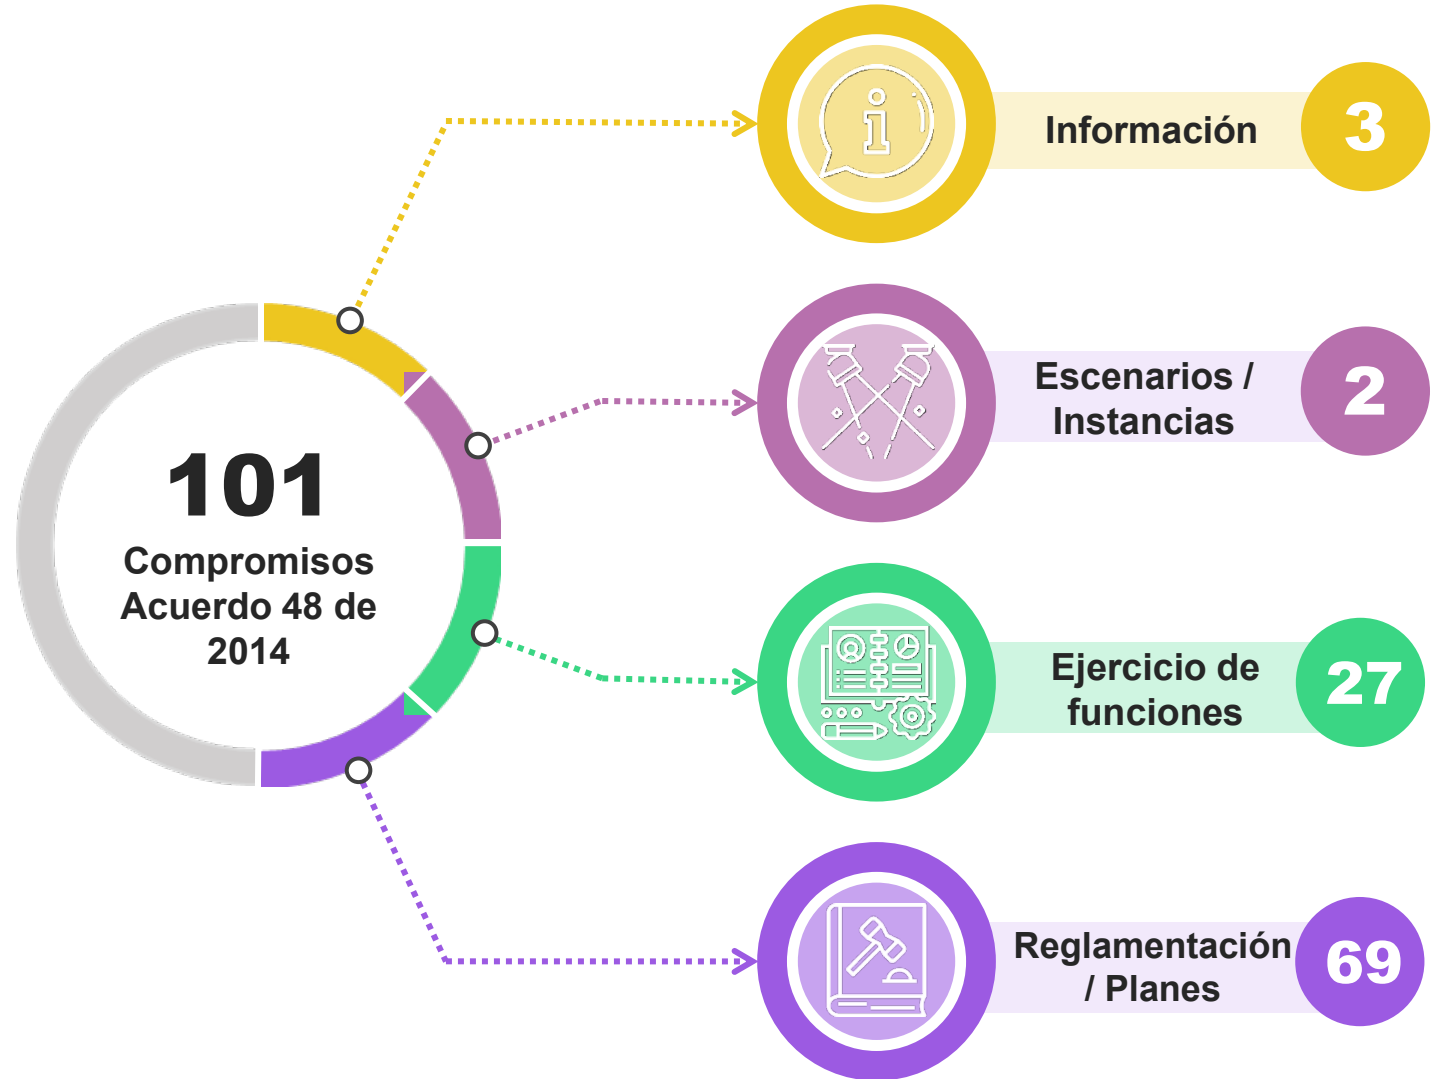 101
Compromisos
Acuerdo 48 de
2014
Información
3
Escenarios /
Instancias
2
Ejercicio de
funciones
27
Reglamentación
/ Planes
69